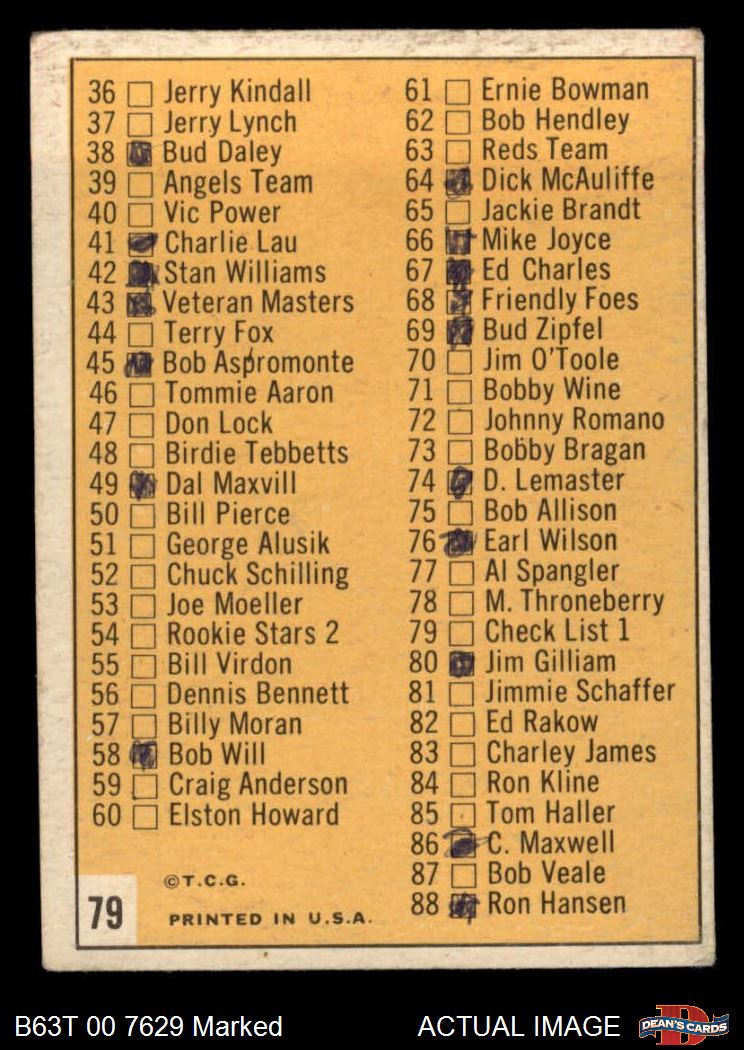 36 Jerry Kindall
37 Jerry Lynch
38 Bud Daley
39 Angels Team
40 Vic Power
41 Charlie Lau
42 Stan Williams
43 Veteran Masters
44 Terry Fox
45 Bob Aspromonte
46 Tommie Aaron
47 Don Lock
48 Birdie Tebbetts
49 Dal Maxvill
50 Bill Pierce
51 George Alusik
52 Chuck Schilling
53 Joe Moeller
54 Rookie Stars 2
55 Bill Virdon
56 Dennis Bennett
57 Billy Moran
58 Bob Will
59 Craig Anderson
60 Elston Howard
©T.C.G.
79 PRINTED IN U.S.A.
61 Ernie Bowman
62 Bob Hendley
63 Reds Team
64 Dick McAuliffe
65 Jackie Brandt
66 Mike Joyce
67 Ed Charles
68 Friendly Foes
69 Bud Zipfel
70 Jim O'Toole
71 Bobby Wine
72 Johnny Romano
73 Bobby Bragan
74 D. Lemaster
75 Bob Allison
76 Earl Wilson
77 Al Spangler
78 M. Throneberry
79 Check List 1
80 Jim Gilliam
81 Jimmie Schaffer
82 Ed Rakow
83 Charley James
84 Ron Kline
85 Tom Haller
86 C. Maxwell
87 Bob Veale
88 Ron Hansen
B63T 00 7629 Marked ACTUAL IMAGE DEAN'S CARDS